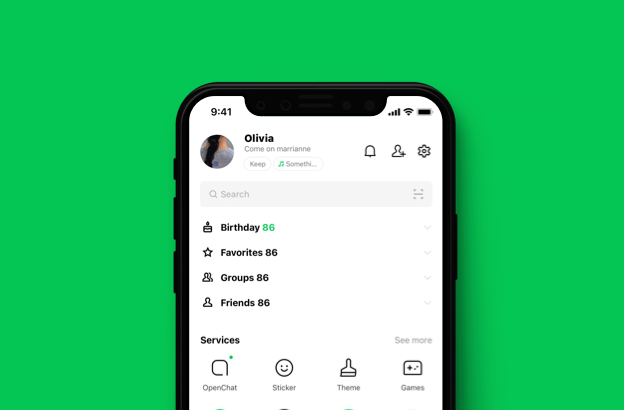 9:41
Olivia
Come on marrianne
Keep
Somethi...
Search
Birthday 86
Favorites 86
Groups 86
Friends 86
Services See more
OpenChat Sticker Theme Games